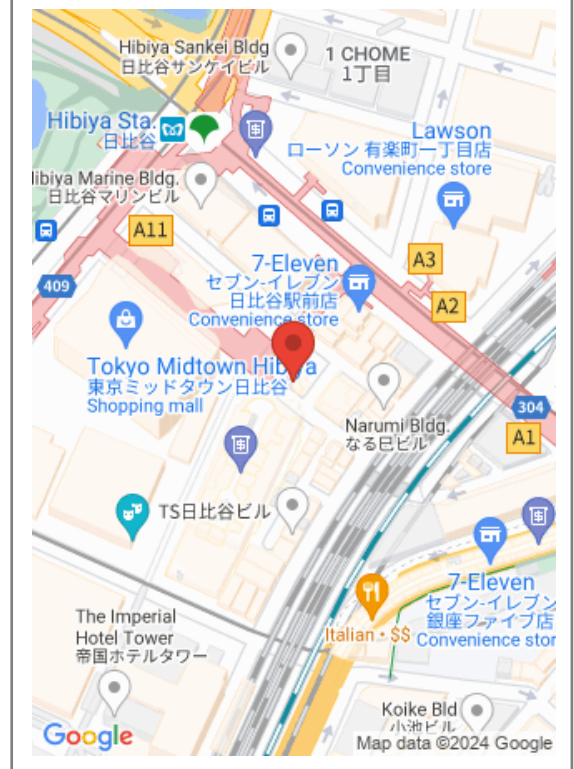 Hibiya Sankei Bldg
日比谷サンケイビル
1 CHOME
1丁目
Hibiya Sta.
日比谷
Lawson
ローソン 有楽町一丁目店
Convenience store
Hibiya Marine Bldg.
日比谷マリンビル
A11
A3
7-Eleven
セブン-イレブン
日比谷駅前店
Convenience store
409
A2
Tokyo Midtown Hibiya
東京ミッドタウン日比谷
Shopping mall
304
Narumi Bldg.
なる巳ビル
A1
TS日比谷ビル
7-Eleven
セブン-イレブン
銀座ファイブ店
Convenience stor
The Imperial
Hotel Tower
帝国ホテルタワー
Italian • $$
Koike Bld
小池ビル
Google
Map data ©2024 Google